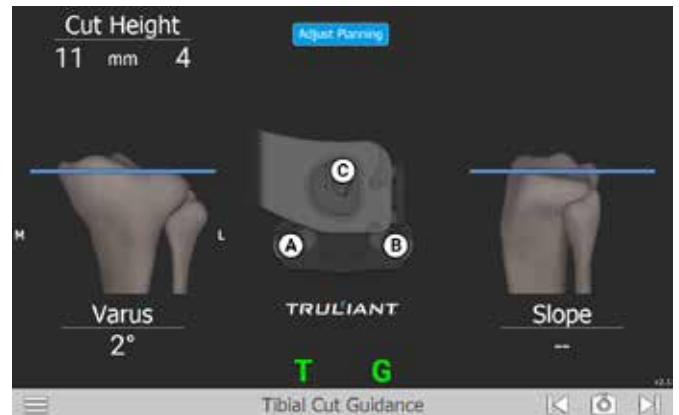 Cut Height
11 mm 4
Adjust Planning
C
M
L
A
B
TRULIANT
Varus
2°
Slope
--
T G
Tibial Cut Guidance